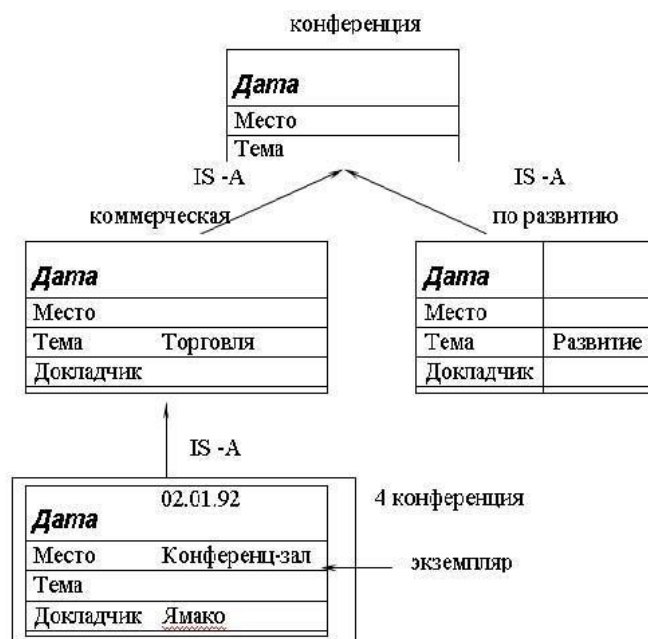 конференция
Дата
Место
Тема
IS -A IS -A
коммерческая по развитию
Дата
Место
Тема Торговля
Докладчик
Дата
Место
Тема Развитие
Докладчик
IS -A
4 конференция
02.01.92
Дата
Место Конференц-зал
экземпляр
Тема
Докладчик Ямако